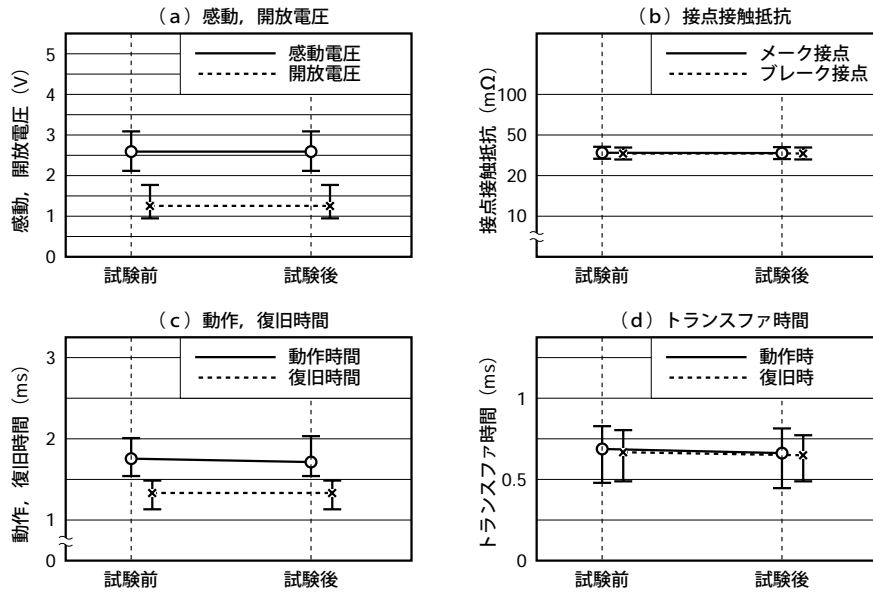 （a）感動，開放電圧
感動，開放電圧（V）
5
4
3
2
1
0
感動電圧
開放電圧
試験前
試験後
（b）接点接触抵抗
接点接触抵抗（mΩ）
100
50
20
10
メーク接点
ブレーク接点
試験前
試験後
（c）動作，復旧時間
動作，復旧時間（ms）
3
2
1
0
動作時間
復旧時間
試験前
試験後
（d）トランスファ時間
トランスファ時間（ms）
1
0.5
0
動作時
復旧時
試験前
試験後